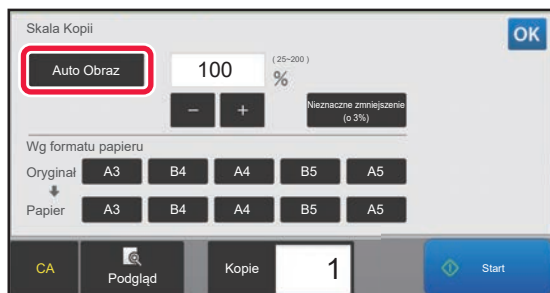 Skala Kopii
OK
Auto Obraz
100
( 25~200 )
%
Nieznaczne zmniejszenie
(o 3%)
− +
Wg formatu papieru
Oryginał A3 B4 A4 B5 A5
Papier A3 B4 A4 B5 A5
CA
Podgląd
Kopie
1
Start